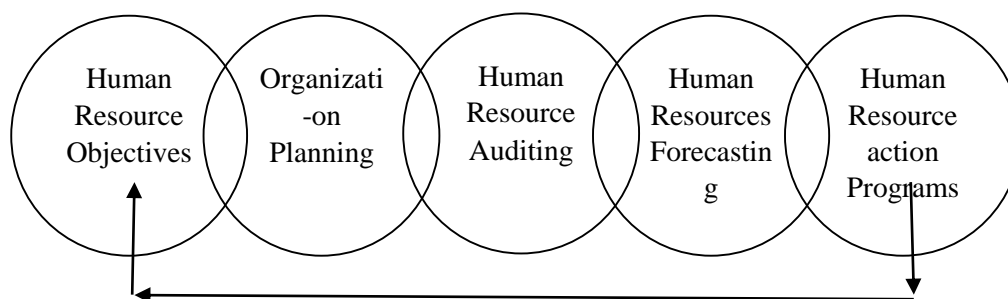 Human
Resource
Objectives
Organizati
-on
Planning
Human
Resource
Auditing
Human
Resources
Forecastin
g
Human
Resource
action
Programs